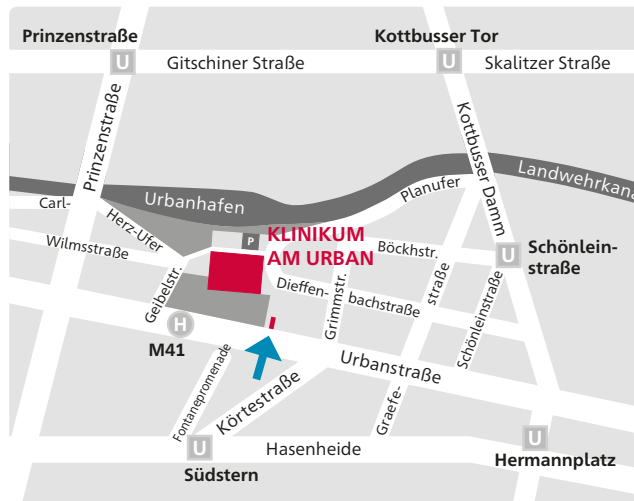 Prinzenstraße
U
Gitschiner Straße
Kottbusser Tor
U
Skalitzer Straße
Prinzenstraße
Kottbusser Damm
Landwehrkana
Urbanhafen
Planufer
Carl-
Herz-Ufer
P
KLINIKUM
AM URBAN
Wilmsstraße
Böckhstr.
U
Schönlein-
straße
Geibelstr.
Dieffen-
bachstraße
Grimmstr.
Graefe-
straße
Schönleinstraße
H
M41
Urbanstraße
Fontanepromenade
Körtestraße
U
Südstern
Hasenheide
U
Hermannplatz